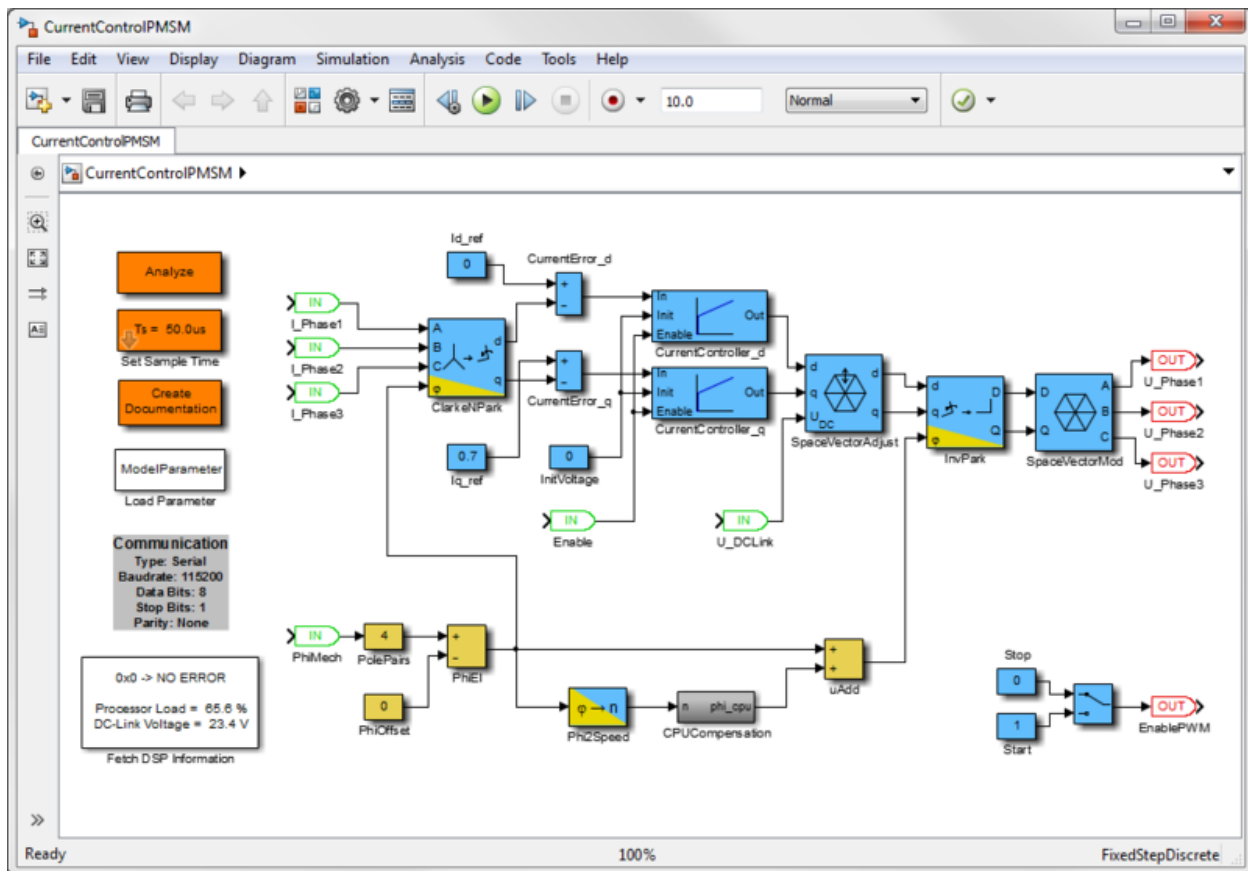 CurrentControlPMSM
File Edit View Display Diagram Simulation Analysis Code Tools Help
10.0 Normal
CurrentControlPMSM
CurrentControlPMSM
Analyze
Ts = 50.0us
Set Sample Time
Create
Documentation
ModelParameter
Load Parameter
Communication
Type: Serial
Baudrate: 115200
Data Bits: 8
Stop Bits: 1
Parity: None
0x0 -> NO ERROR
Processor Load = 65.6 %
DC-Link Voltage = 23.4 V
Fetch DSP Information
IN
I_Phase1
IN
I_Phase2
IN
I_Phase3
A
B
C
φ
d
q
ClarkeNPark
Id_ref
0
CurrentError_d
+
−
0.7
Iq_ref
+
−
CurrentError_q
In
Init
Enable
Out
CurrentController_d
In
Init
Enable
Out
CurrentController_q
0
InitVoltage
IN
Enable
IN
U_DCLink
d
q
U_DC
d
q
SpaceVectorAdjust
d
q
φ
D
Q
InvPark
D
Q
A
B
C
SpaceVectorMod
OUT
U_Phase1
OUT
U_Phase2
OUT
U_Phase3
IN
PhiMech
4
PolePairs
0
PhiOffset
+
−
PhiEl
φ → n
Phi2Speed
n phi_cpu
CPUCompensation
+
+
uAdd
Stop
0
1
Start
OUT
EnablePWM
Ready 100% FixedStepDiscrete